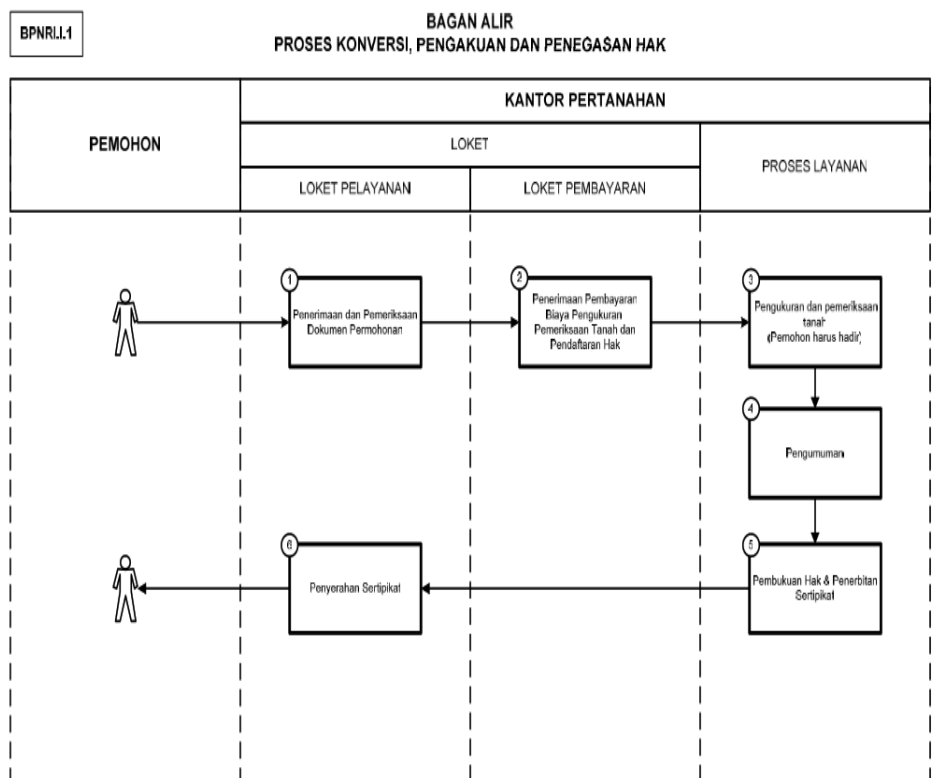 BPNRI.I.1
BAGAN ALIR
PROSES KONVERSI, PENGAKUAN DAN PENEGASAN HAK
PEMOHON
KANTOR PERTANAHAN
LOKET
LOKET PELAYANAN
LOKET PEMBAYARAN
PROSES LAYANAN
1
Penerimaan dan Pemeriksaan
Dokumen Permohonan
2
Penerimaan Pembayaran
Biaya Pengukuran
Pemeriksaan Tanah dan
Pendaftaran Hak
3
Pengukuran dan pemeriksaan
tanah
(Pemohon harus hadir)
4
Pengumuman
5
Pembukuan Hak & Penerbitan
Sertipikat
6
Penyerahan Sertipikat